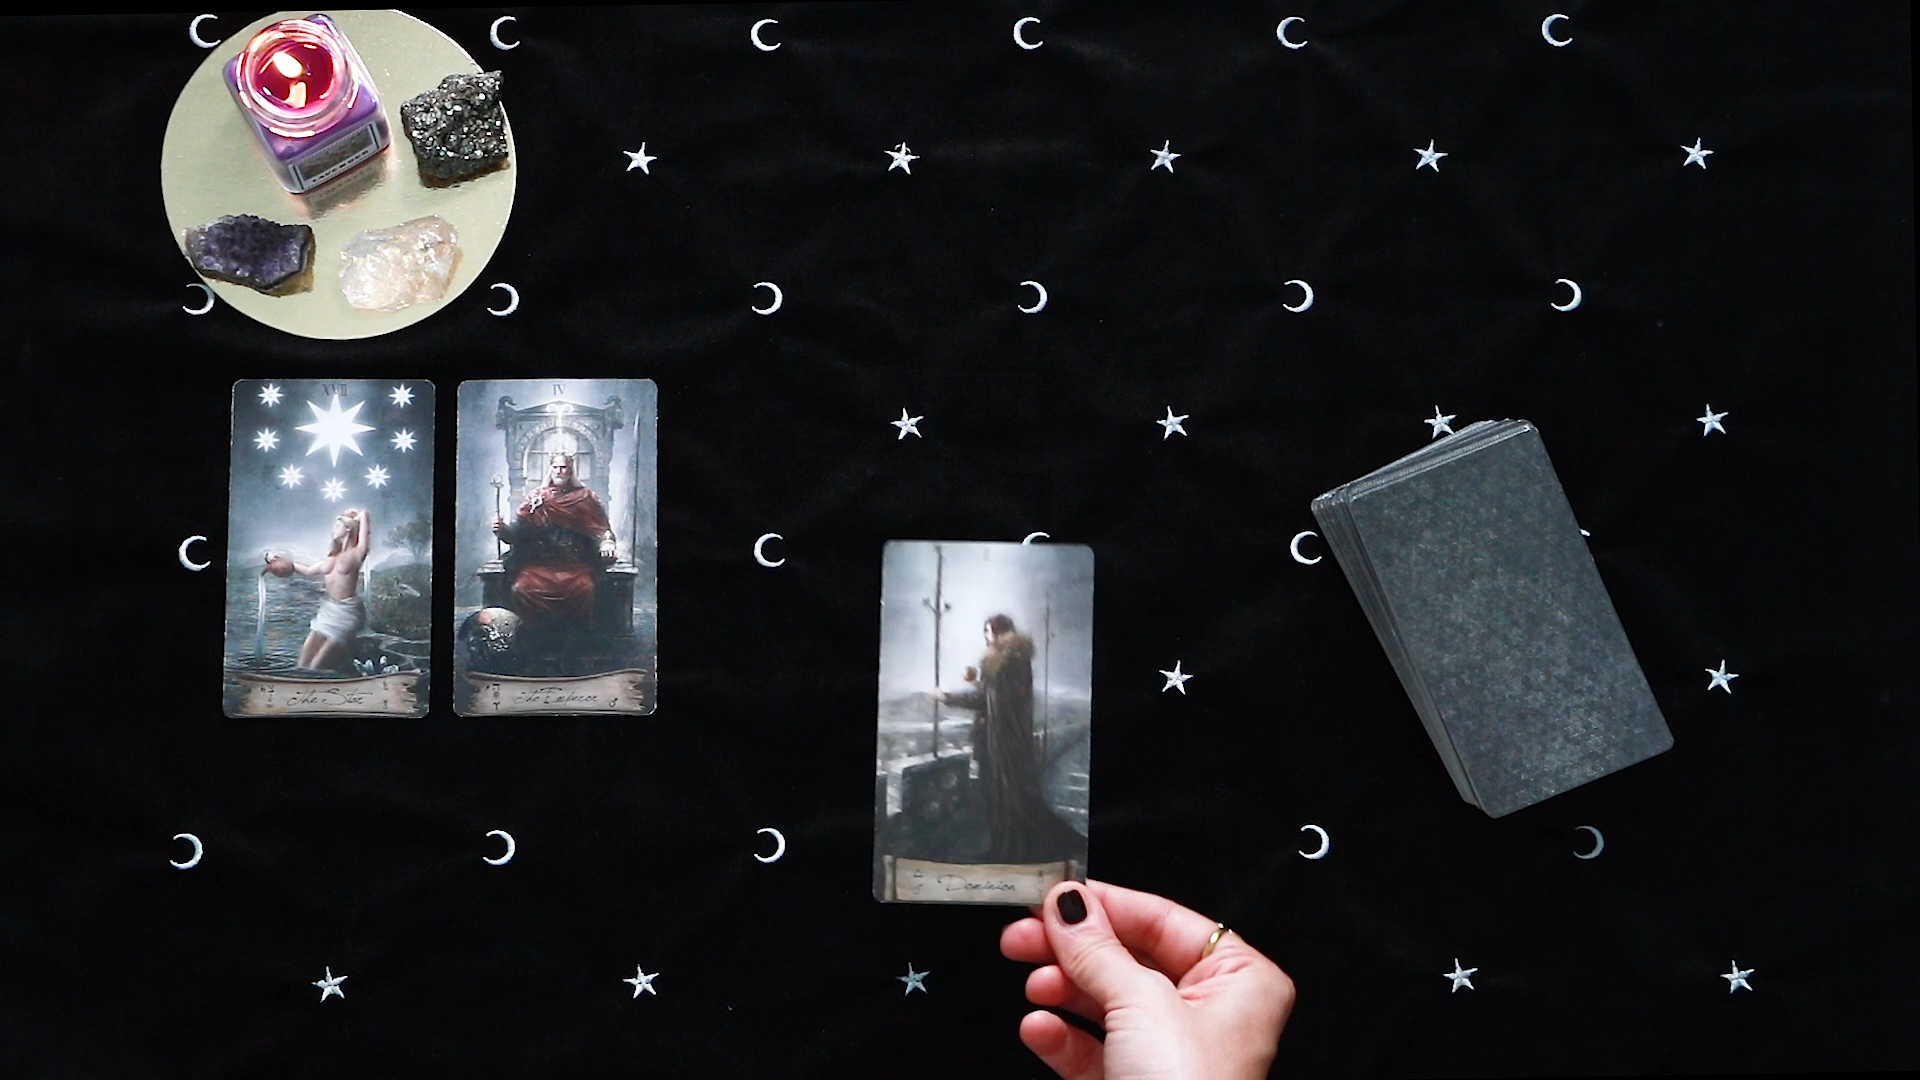 XVII
The Star
IV
The Emperor
Dominion